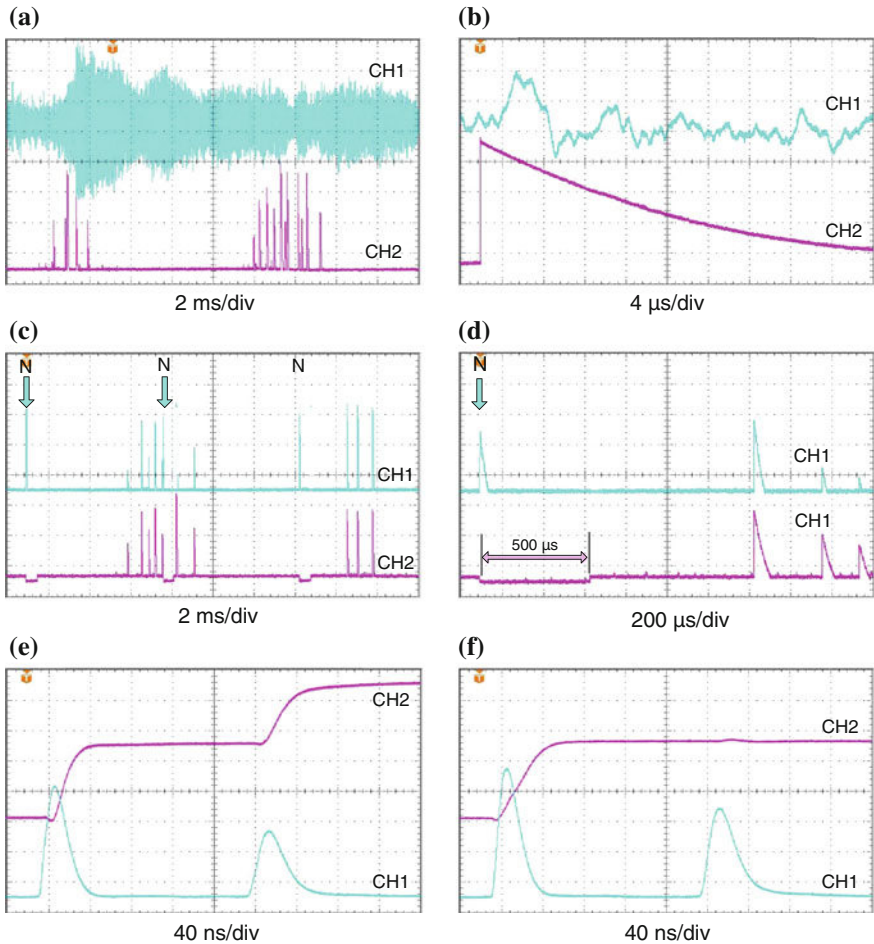 (a)
(b)
CH1
CH2
2 ms/div
CH1
CH2
4 µs/div
(c)
(d)
N
N
N
CH1
CH2
2 ms/div
N
CH1
CH1
500 µs
200 µs/div
(e)
(f)
CH2
CH1
40 ns/div
CH2
CH1
40 ns/div